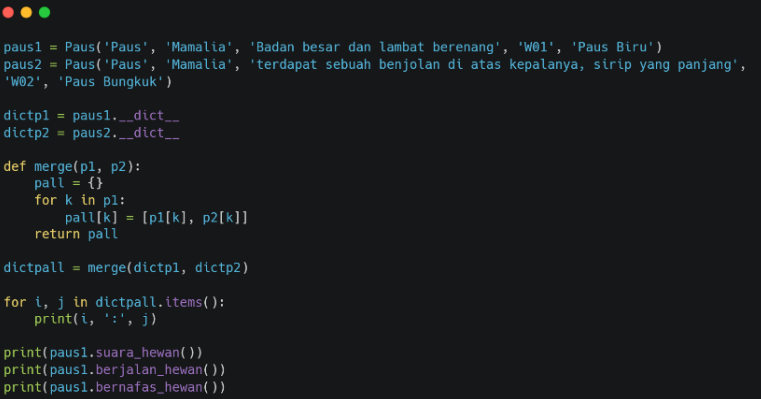 paus1 = Paus('Paus', 'Mamalia', 'Badan besar dan lambat berenang', 'W01', 'Paus Biru')
paus2 = Paus('Paus', 'Mamalia', 'terdapat sebuah benjolan di atas kepalanya, sirip yang panjang',
'W02', 'Paus Bungkuk')

dictp1 = paus1.__dict__
dictp2 = paus2.__dict__

def merge(p1, p2):
    pall = {}
    for k in p1:
        pall[k] = [p1[k], p2[k]]
    return pall

dictpall = merge(dictp1, dictp2)

for i, j in dictpall.items():
    print(i, ':', j)

print(paus1.suara_hewan())
print(paus1.berjalan_hewan())
print(paus1.bernafas_hewan())